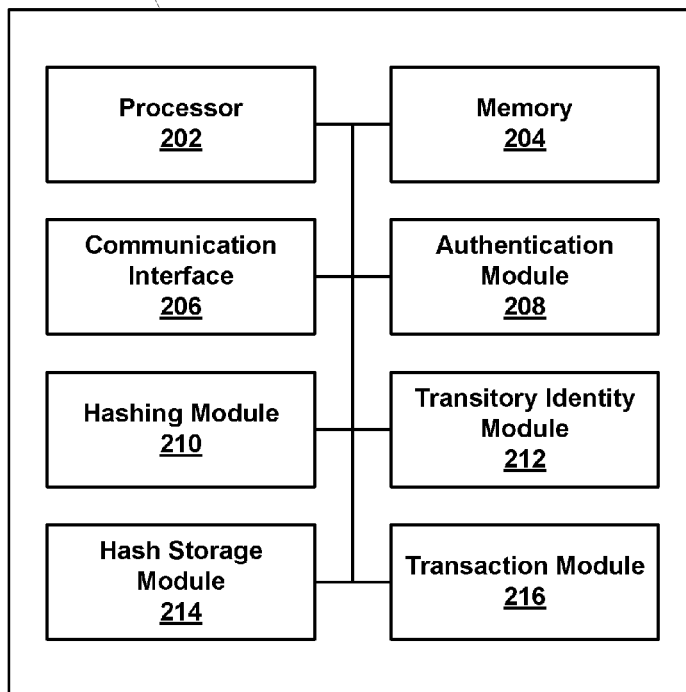 Processor
202
Memory
204
Communication
Interface
206
Authentication
Module
208
Hashing Module
210
Transitory Identity
Module
212
Hash Storage
Module
214
Transaction Module
216